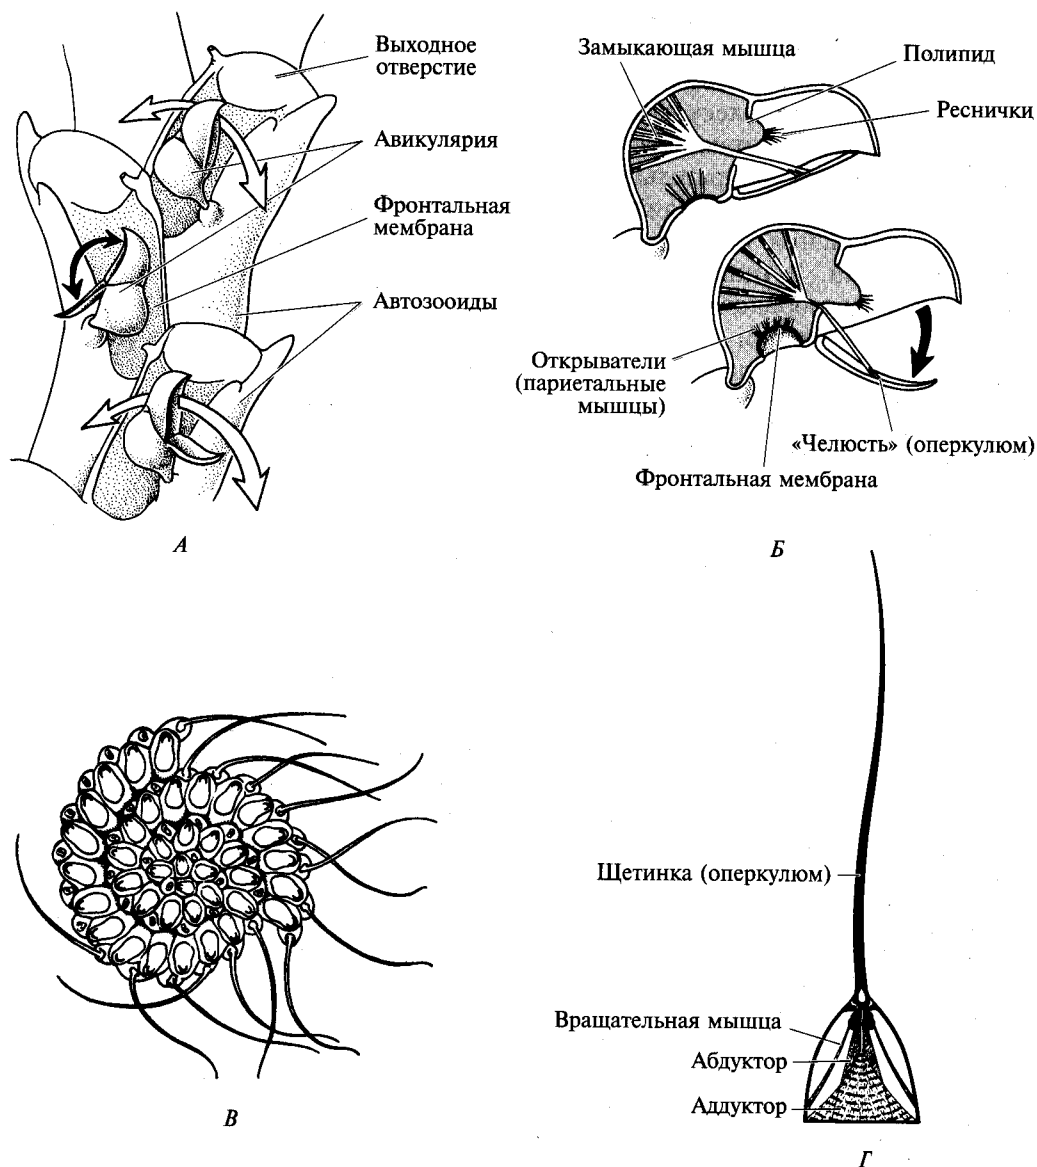 Выходное
отверстие
Авикулярия
Фронтальная
мембрана
Автозооиды
А
Замыкающая мышца
Полипид
Реснички
Открыватели
(париетальные
мышцы)
«Челюсть» (оперкулюм)
Фронтальная мембрана
Б
В
Щетинка (оперкулюм)
Вращательная мышца
Абдуктор
Аддуктор
Г